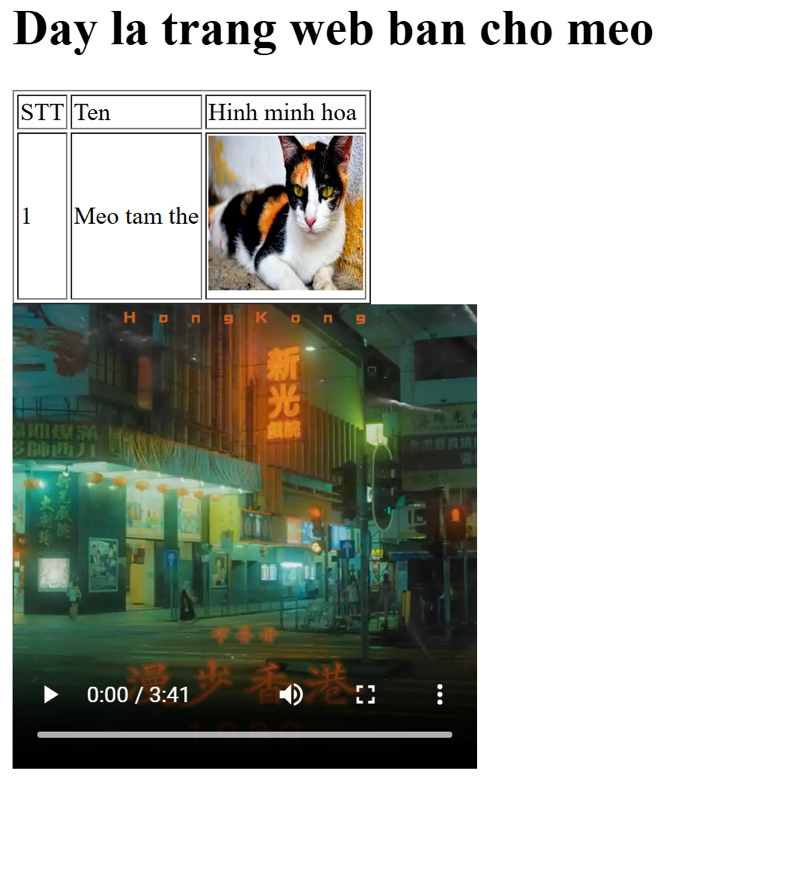 Day la trang web ban cho meo
STT Ten Hinh minh hoa
1 Meo tam the
HongKong
新光
戲院
漫步香港
0:00 / 3:41